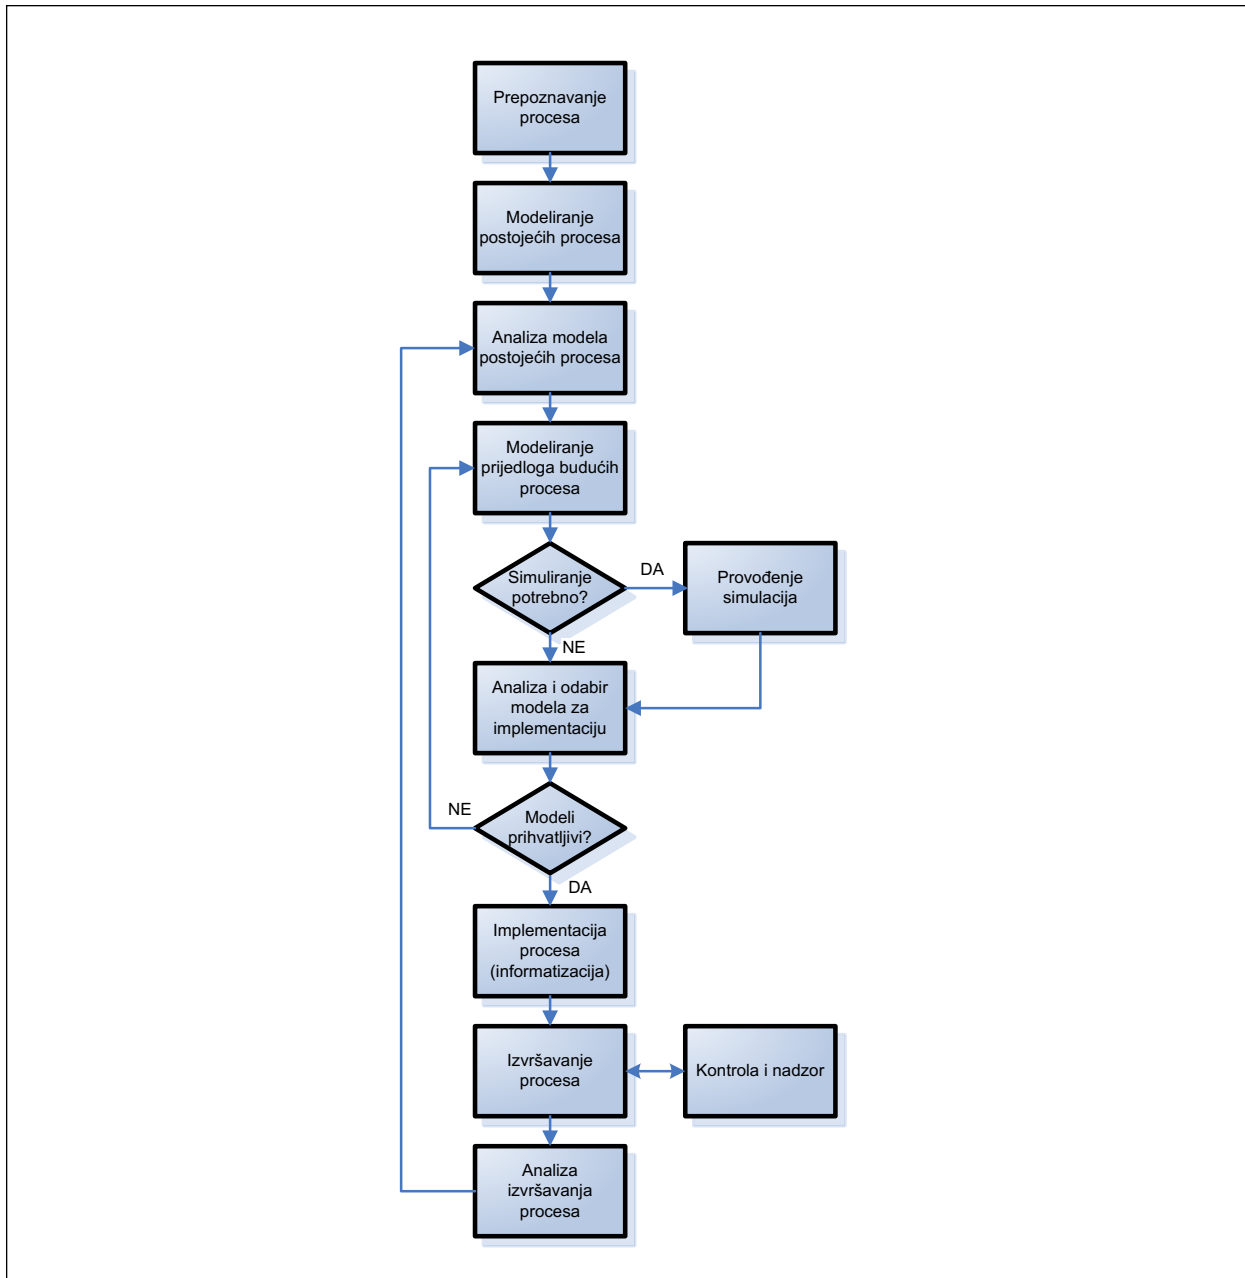 Prepoznavanje
procesa
Modeliranje
postojećih procesa
Analiza modela
postojećih procesa
Modeliranje
prijedloga budućih
procesa
Simuliranje
potrebno?
DA
Provođenje
simulacija
NE
Analiza i odabir
modela za
implementaciju
NE
Modeli
prihvatljivi?
DA
Implementacija
procesa
(informatizacija)
Izvršavanje
procesa
Kontrola i nadzor
Analiza
izvršavanja
procesa